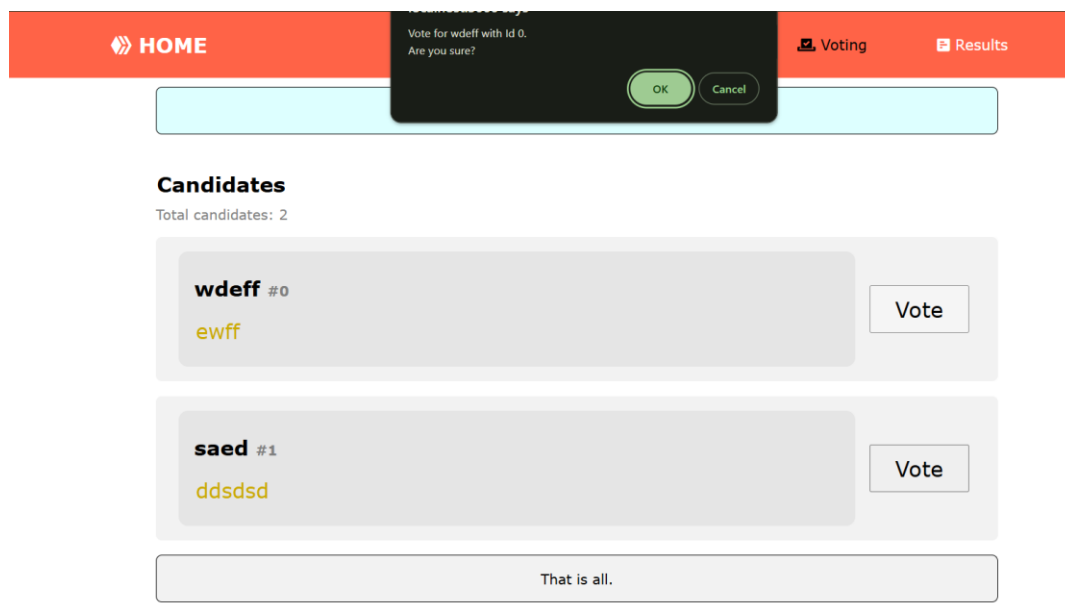 Vote for wdeff with Id 0.
Are you sure?
OK Cancel
HOME Voting Results
Candidates
Total candidates: 2
wdeff #0
ewff
Vote
saed #1
ddsdsd
Vote
That is all.